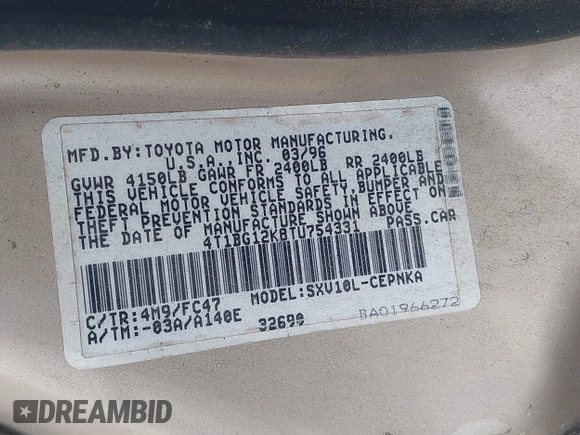 MFD.BY:TOYOTA MOTOR MANUFACTURING,
U.S.A.,INC. 03/96
GVWR 4150LB GAWR FR 2400LB RR 2400LB
THIS VEHICLE CONFORMS TO ALL APPLICABLE
FEDERAL MOTOR VEHICLE SAFETY,BUMPER AND
THEFT PREVENTION STANDARDS IN EFFECT ON
THE DATE OF MANUFACTURE SHOWN ABOVE.
4T1BG12K8TU754331 PASS.CAR
C/TR:4M9/FC47 MODEL:SXV10L-CEPNKA
A/TM:-03A/A140E 32690 BA01966272
DREAMBID